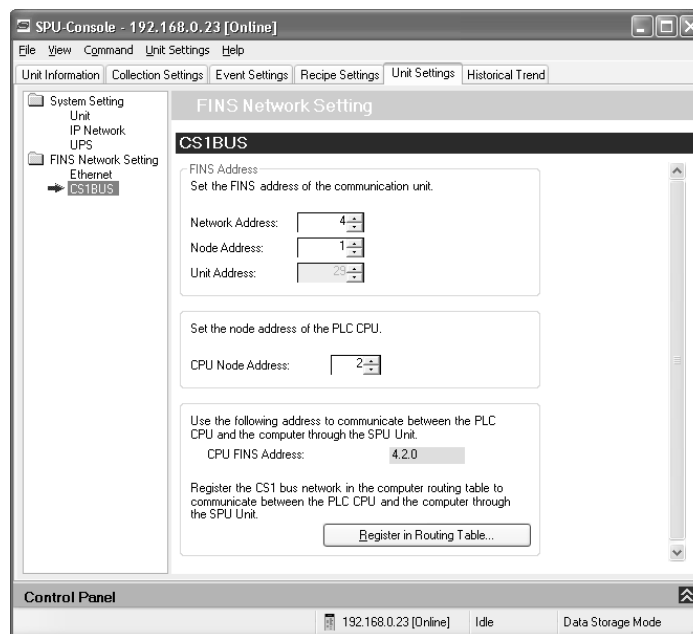 SPU-Console - 192.168.0.23 [Online]
File View Command Unit Settings Help
Unit Information Collection Settings Event Settings Recipe Settings Unit Settings Historical Trend
System Setting
Unit
IP Network
UPS
FINS Network Setting
Ethernet
CS1BUS
FINS Network Setting
CS1BUS
FINS Address
Set the FINS address of the communication unit.
Network Address: 4
Node Address: 1
Unit Address: 29
Set the node address of the PLC CPU.
CPU Node Address: 2
Use the following address to communicate between the PLC
CPU and the computer through the SPU Unit.
CPU FINS Address: 4.2.0
Register the CS1 bus network in the computer routing table to
communicate between the PLC CPU and the computer through
the SPU Unit.
Register in Routing Table...
Control Panel
192.168.0.23 [Online] Idle Data Storage Mode